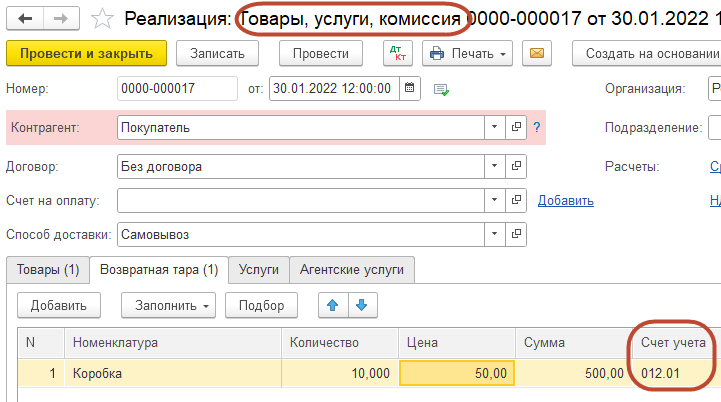 Реализация: Товары, услуги, комиссия 0000-000017 от 30.01.2022 1
Провести и закрыть Записать Провести Дт Кт Печать Создать на основании
Номер: 0000-000017 от: 30.01.2022 12:00:00 Организация:
Контрагент: Покупатель ? Подразделение:
Договор: Без договора Расчеты: Ср
Счет на оплату: Добавить НД
Способ доставки: Самовывоз
Товары (1) Возвратная тара (1) Услуги Агентские услуги
Добавить Заполнить Подбор
N Номенклатура Количество Цена Сумма Счет учета
1 Коробка 10,000 50,00 500,00 012.01